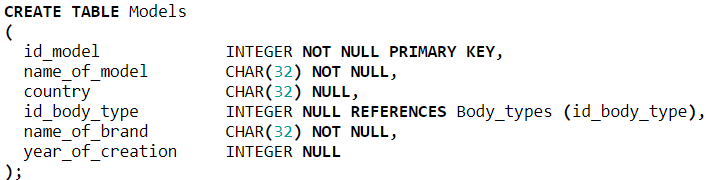 CREATE TABLE Models
(
id_model INTEGER NOT NULL PRIMARY KEY,
name_of_model CHAR(32) NOT NULL,
country CHAR(32) NULL,
id_body_type INTEGER NULL REFERENCES Body_types (id_body_type),
name_of_brand CHAR(32) NOT NULL,
year_of_creation INTEGER NULL
);